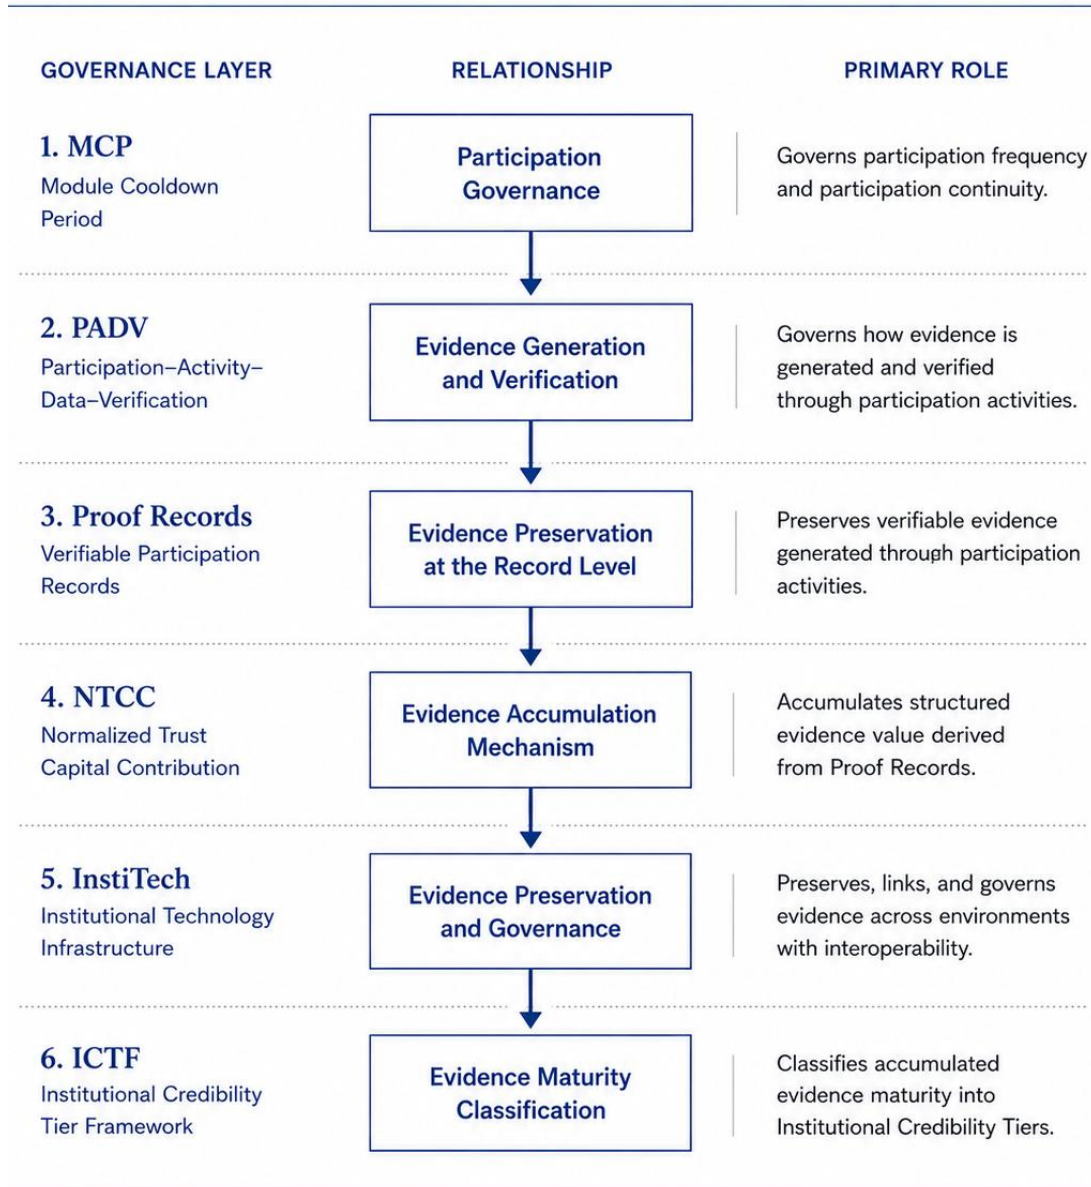 GOVERNANCE LAYER
RELATIONSHIP
PRIMARY ROLE
1. MCP
Module Cooldown
Period
Participation
Governance
Governs participation frequency
and participation continuity.
2. PADV
Participation–Activity–
Data–Verification
Evidence Generation
and Verification
Governs how evidence is
generated and verified
through participation activities.
3. Proof Records
Verifiable Participation
Records
Evidence Preservation
at the Record Level
Preserves verifiable evidence
generated through participation
activities.
4. NTCC
Normalized Trust
Capital Contribution
Evidence Accumulation
Mechanism
Accumulates structured
evidence value derived
from Proof Records.
5. InstiTech
Institutional Technology
Infrastructure
Evidence Preservation
and Governance
Preserves, links, and governs
evidence across environments
with interoperability.
6. ICTF
Institutional Credibility
Tier Framework
Evidence Maturity
Classification
Classifies accumulated
evidence maturity into
Institutional Credibility Tiers.